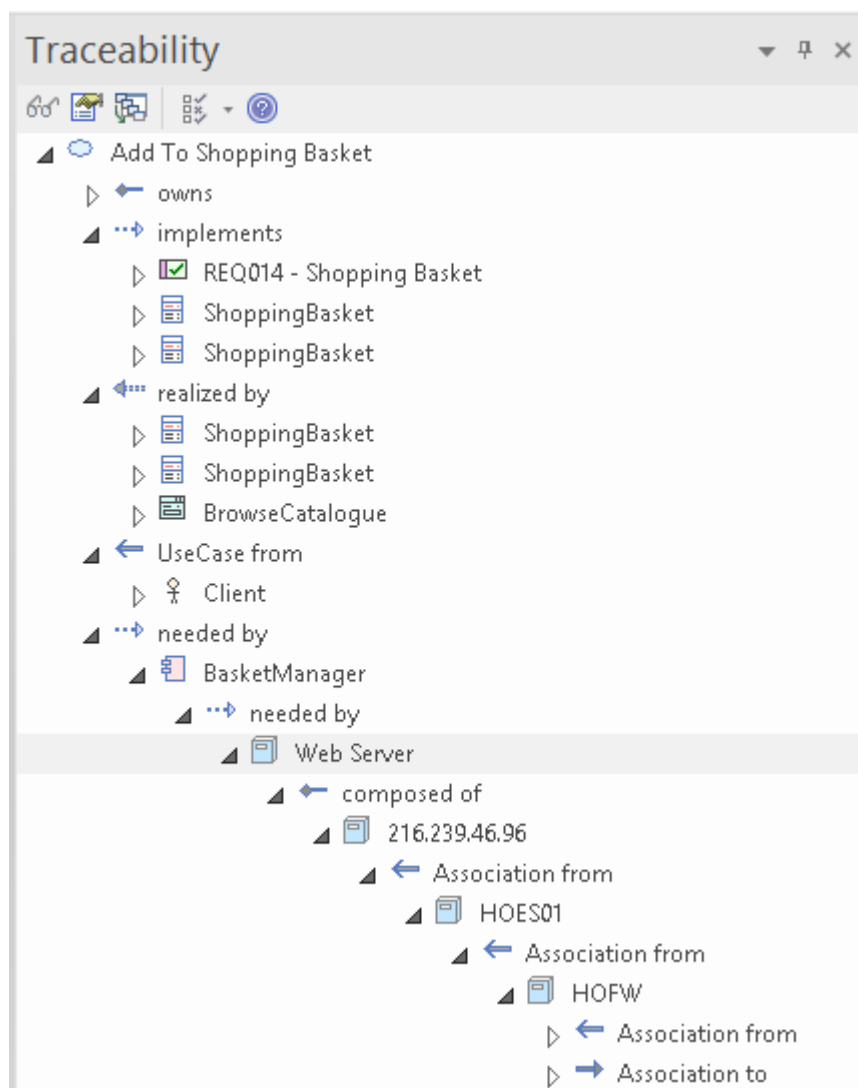 Traceability
Add To Shopping Basket
owns
implements
REQ014 - Shopping Basket
ShoppingBasket
ShoppingBasket
realized by
ShoppingBasket
ShoppingBasket
BrowseCatalogue
UseCase from
Client
needed by
BasketManager
needed by
Web Server
composed of
216.239.46.96
Association from
HOES01
Association from
HOFW
Association from
Association to